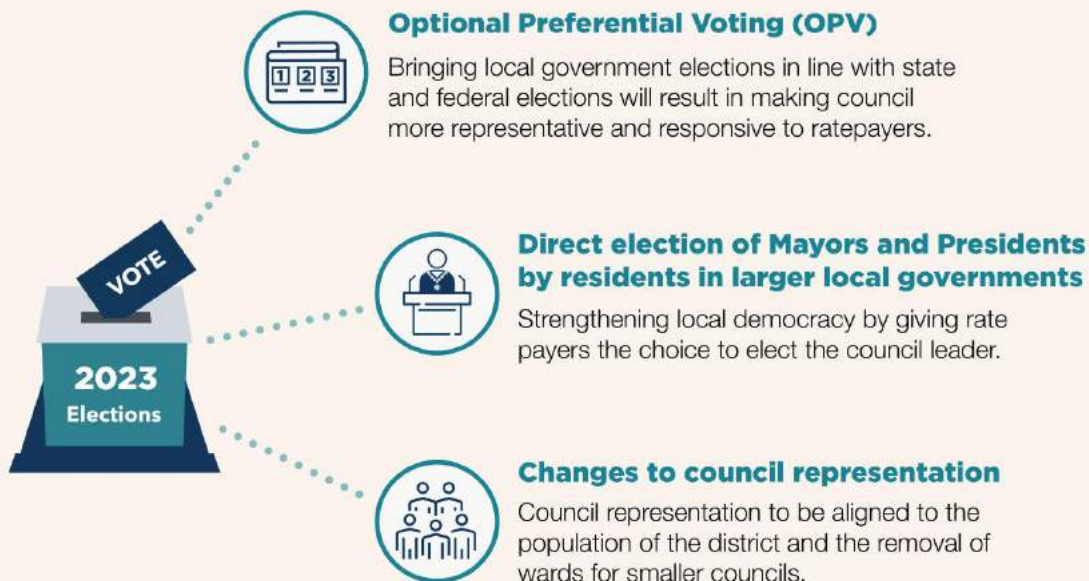 Optional Preferential Voting (OPV)
1 2 3
Bringing local government elections in line with state
and federal elections will result in making council
more representative and responsive to ratepayers.
VOTE
Direct election of Mayors and Presidents
by residents in larger local governments
Strengthening local democracy by giving rate
payers the choice to elect the council leader.
2023
Elections
Changes to council representation
Council representation to be aligned to the
population of the district and the removal of
wards for smaller councils.